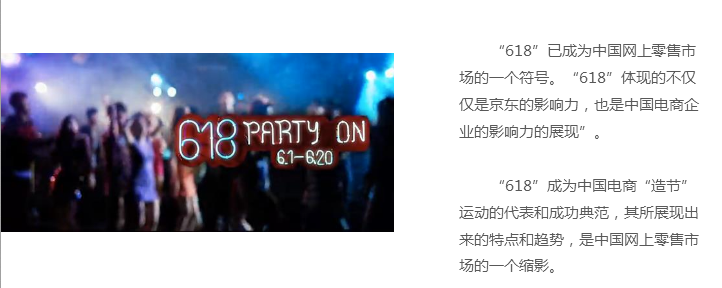 618 PARTY ON
6.1-6.20
“618”已成为中国网上零售市
场的一个符号。“618”体现的不仅
仅是京东的影响力，也是中国电商企
业的影响力的展现”。
“618”成为中国电商“造节”
运动的代表和成功典范，其所展现出
来的特点和趋势，是中国网上零售市
场的一个缩影。